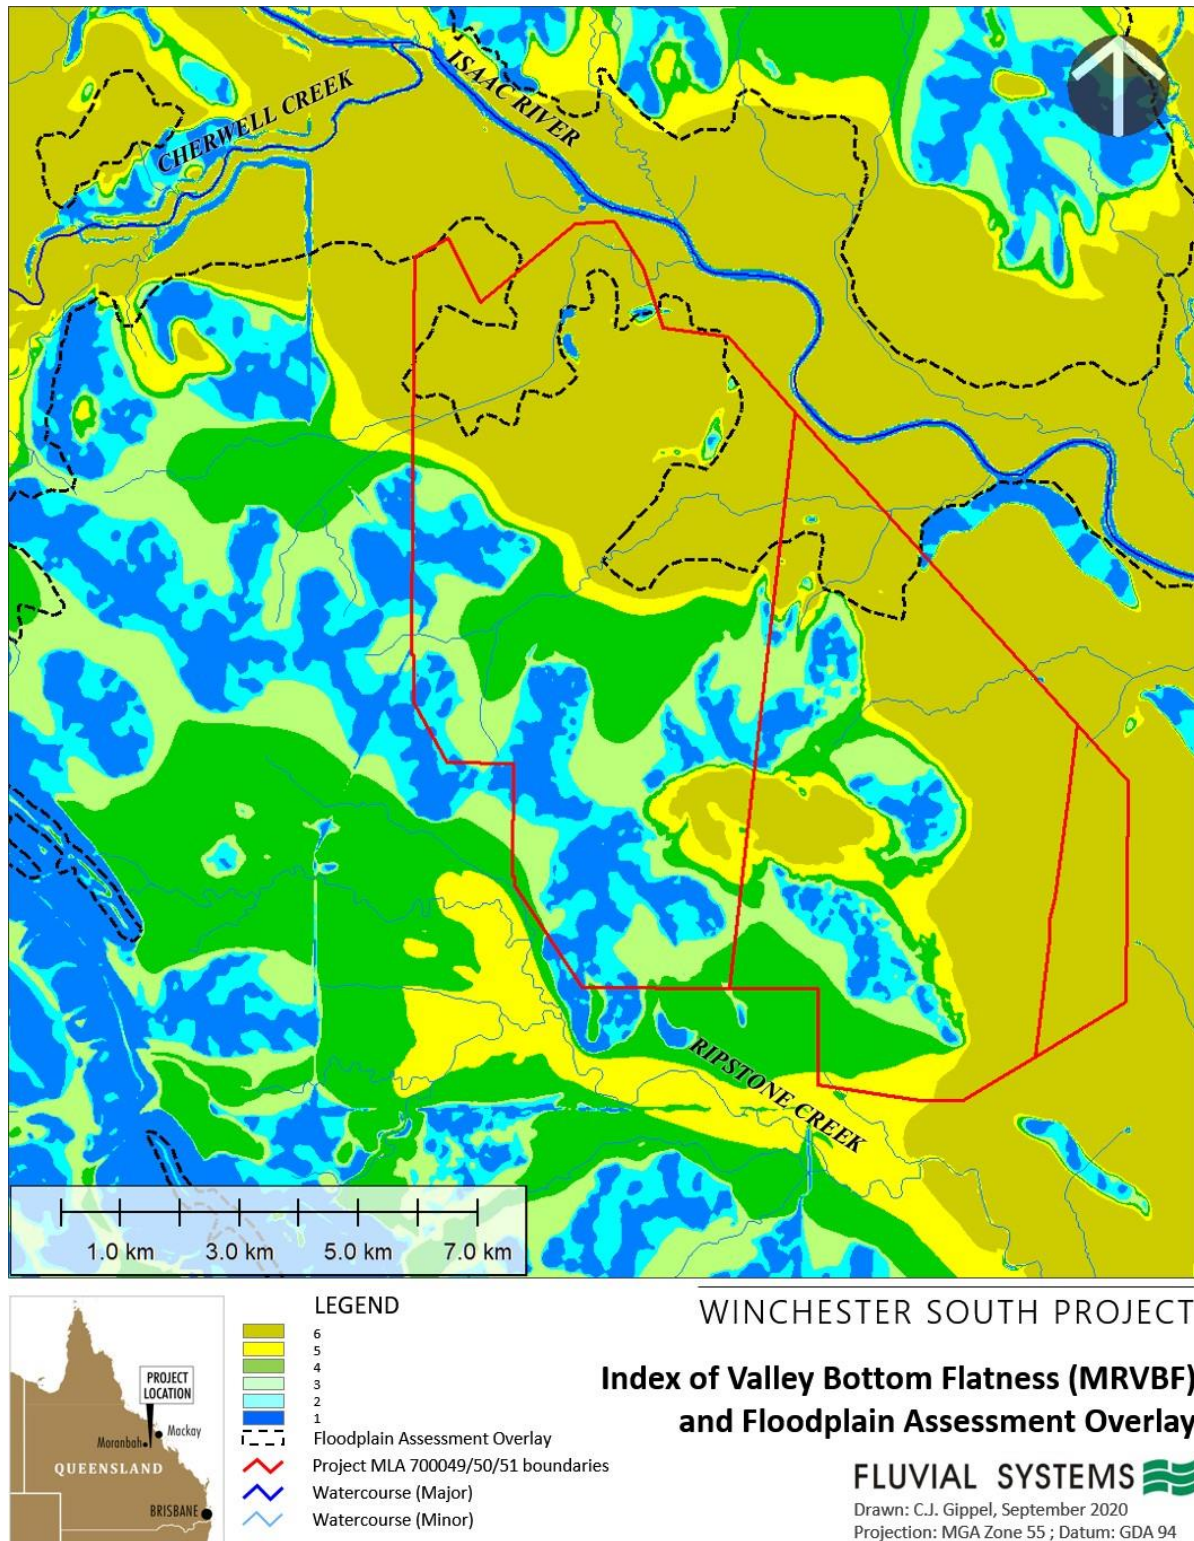 ISAAC RIVER
CHERWELL CREEK
RIPSTONE CREEK
1.0 km 3.0 km 5.0 km 7.0 km
LEGEND
6
5
4
3
2
1
Floodplain Assessment Overlay
Project MLA 700049/50/51 boundaries
Watercourse (Major)
Watercourse (Minor)
PROJECT
LOCATION
Mackay
Moranbah
QUEENSLAND
BRISBANE
WINCHESTER SOUTH PROJECT
Index of Valley Bottom Flatness (MRVBF)
and Floodplain Assessment Overlay
FLUVIAL SYSTEMS
Drawn: C.J. Gippel, September 2020
Projection: MGA Zone 55 ; Datum: GDA 94